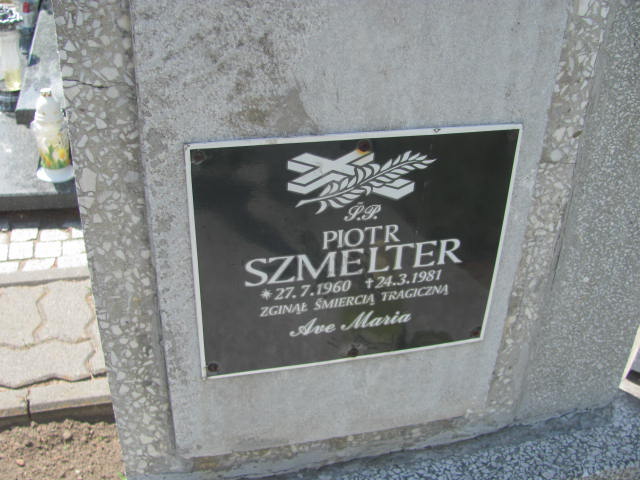 Ś.P.
PIOTR
SZMELTER
* 27.7.1960 † 24.3.1981
ZGINĄŁ ŚMIERCIĄ TRAGICZNĄ
Ave Maria